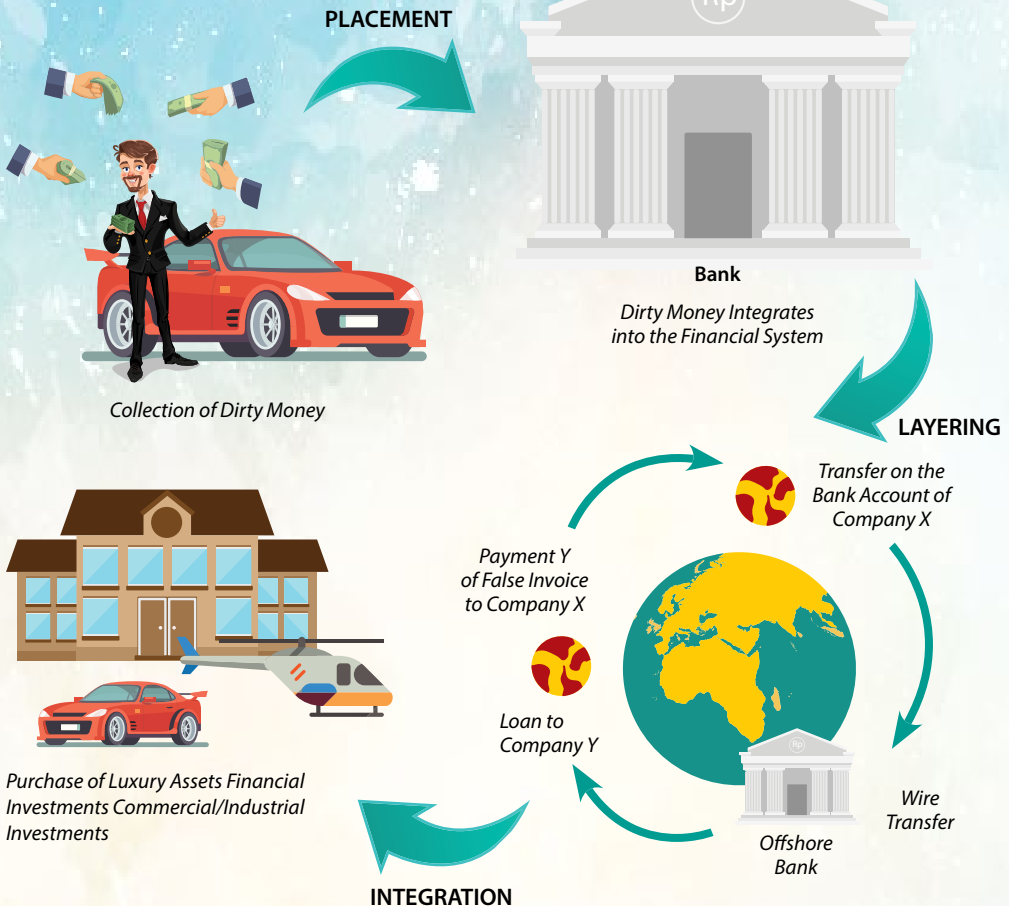 PLACEMENT
Rp
Bank
Dirty Money Integrates
into the Financial System
Collection of Dirty Money
LAYERING
Transfer on the
Bank Account of
Company X
Payment Y
of False Invoice
to Company X
Loan to
Company Y
Rp
Wire
Transfer
Offshore
Bank
Purchase of Luxury Assets Financial
Investments Commercial/Industrial
Investments
INTEGRATION